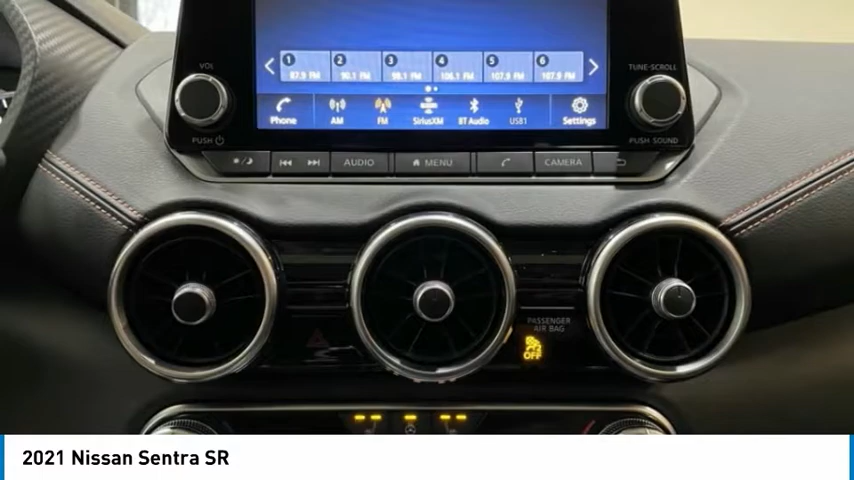 1 2 3 4 5 6
87.9 FM 90.1 FM 98.1 FM 106.1 FM 107.9 FM 107.9 FM
Phone AM FM SiriusXM BT Audio USB1 Settings
VOL
PUSH
TUNE·SCROLL
PUSH SOUND
AUDIO MENU CAMERA
PASSENGER
AIR BAG
OFF
2021 Nissan Sentra SR